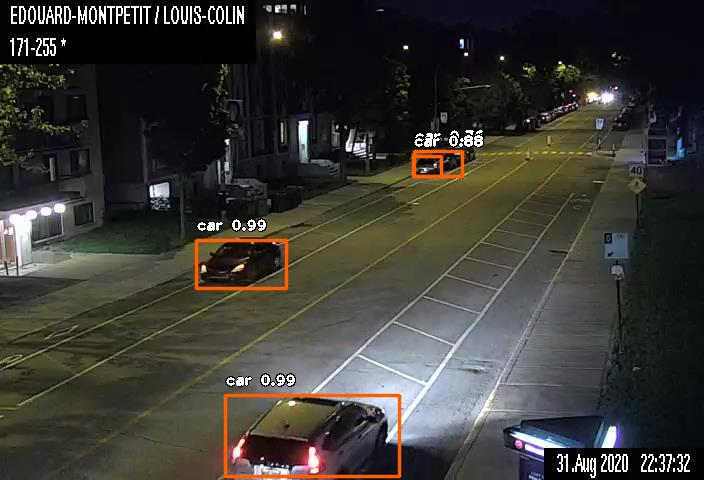 EDOUARD-MONTPETIT / LOUIS-COLIN
171-255 *
car 0.88
40
car 0.99
car 0.99
31.Aug 2020 22:37:32